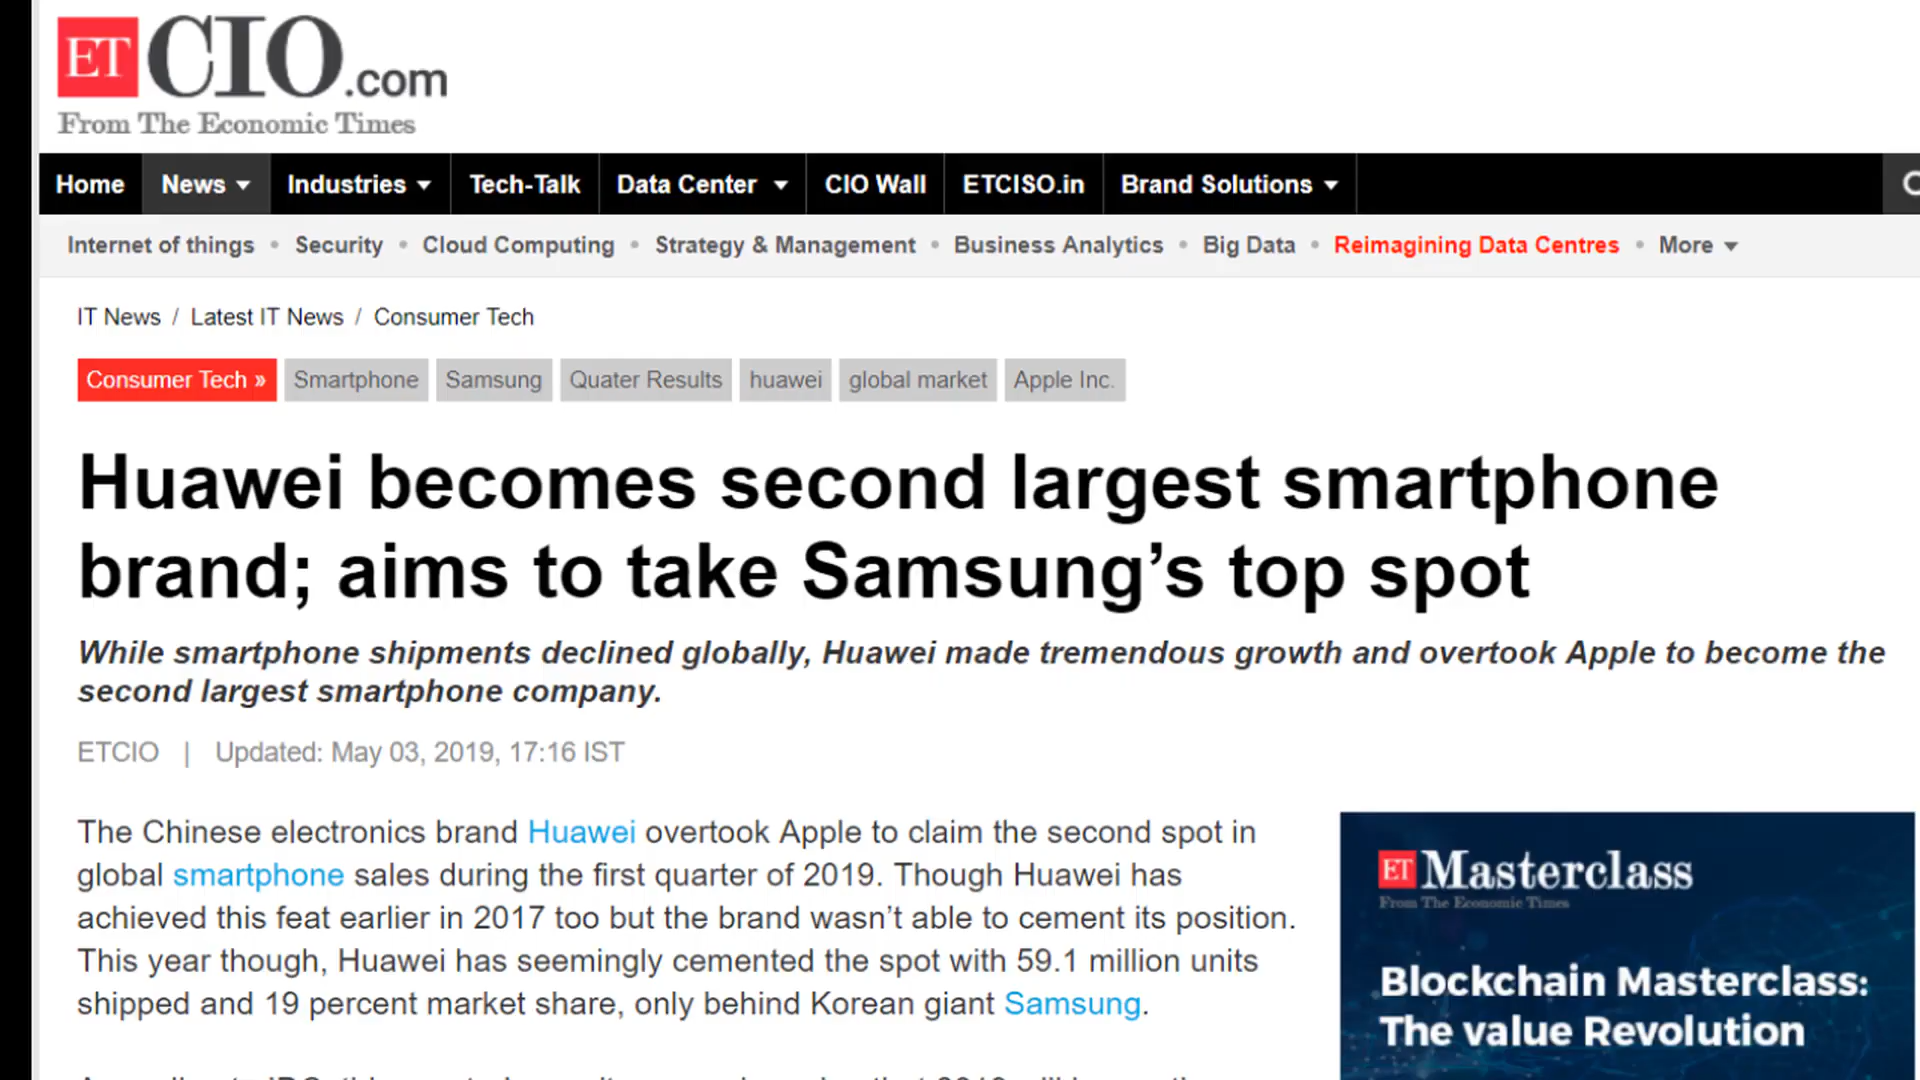 ET CIO.com
From The Economic Times
Home News Industries Tech-Talk Data Center CIO Wall ETCISO.in Brand Solutions
Internet of things • Security • Cloud Computing • Strategy & Management • Business Analytics • Big Data • Reimagining Data Centres • More
IT News / Latest IT News / Consumer Tech
Consumer Tech » Smartphone Samsung Quater Results huawei global market Apple Inc.
Huawei becomes second largest smartphone
brand; aims to take Samsung’s top spot
While smartphone shipments declined globally, Huawei made tremendous growth and overtook Apple to become the
second largest smartphone company.
ETCIO | Updated: May 03, 2019, 17:16 IST
The Chinese electronics brand Huawei overtook Apple to claim the second spot in
global smartphone sales during the first quarter of 2019. Though Huawei has
achieved this feat earlier in 2017 too but the brand wasn’t able to cement its position.
This year though, Huawei has seemingly cemented the spot with 59.1 million units
shipped and 19 percent market share, only behind Korean giant Samsung.
ET Masterclass
From The Economic Times
Blockchain Masterclass:
The value Revolution